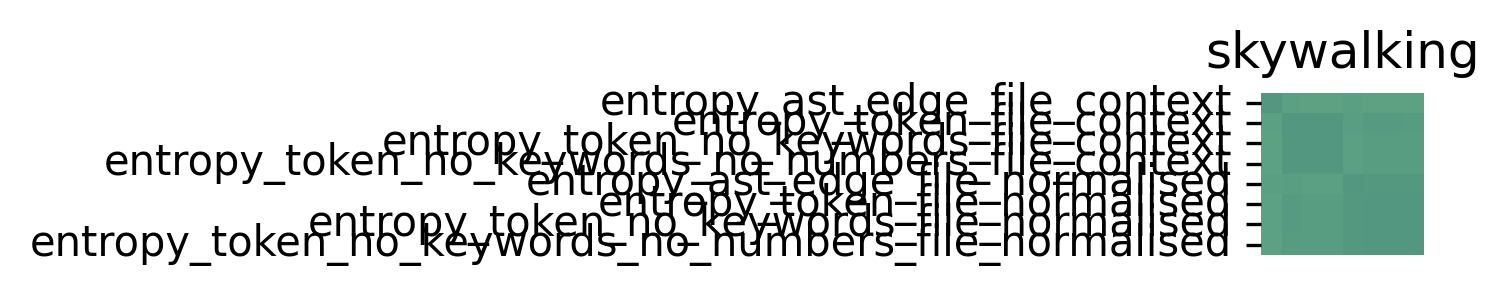 skywalking
entropy_ast_edge_file_context
entropy_token_file_context
entropy_token_no_keywords_file_context
entropy_token_no_keywords_no_numbers_file_context
entropy_ast_edge_file_normalised
entropy_token_file_normalised
entropy_token_no_keywords_file_normalised
entropy_token_no_keywords_no_numbers_file_normalised